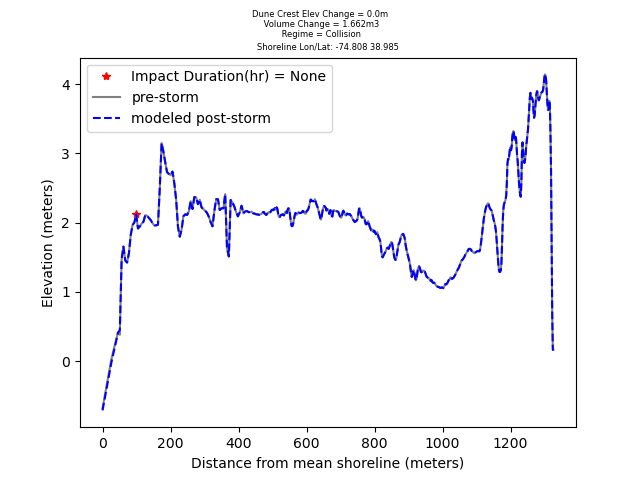 Dune Crest Elev Change = 0.0m
Volume Change = 1.662m3
Regime = Collision
Shoreline Lon/Lat: -74.808 38.985
Impact Duration(hr) = None
pre-storm
modeled post-storm
4
3
2
1
0
Elevation (meters)
0 200 400 600 800 1000 1200
Distance from mean shoreline (meters)